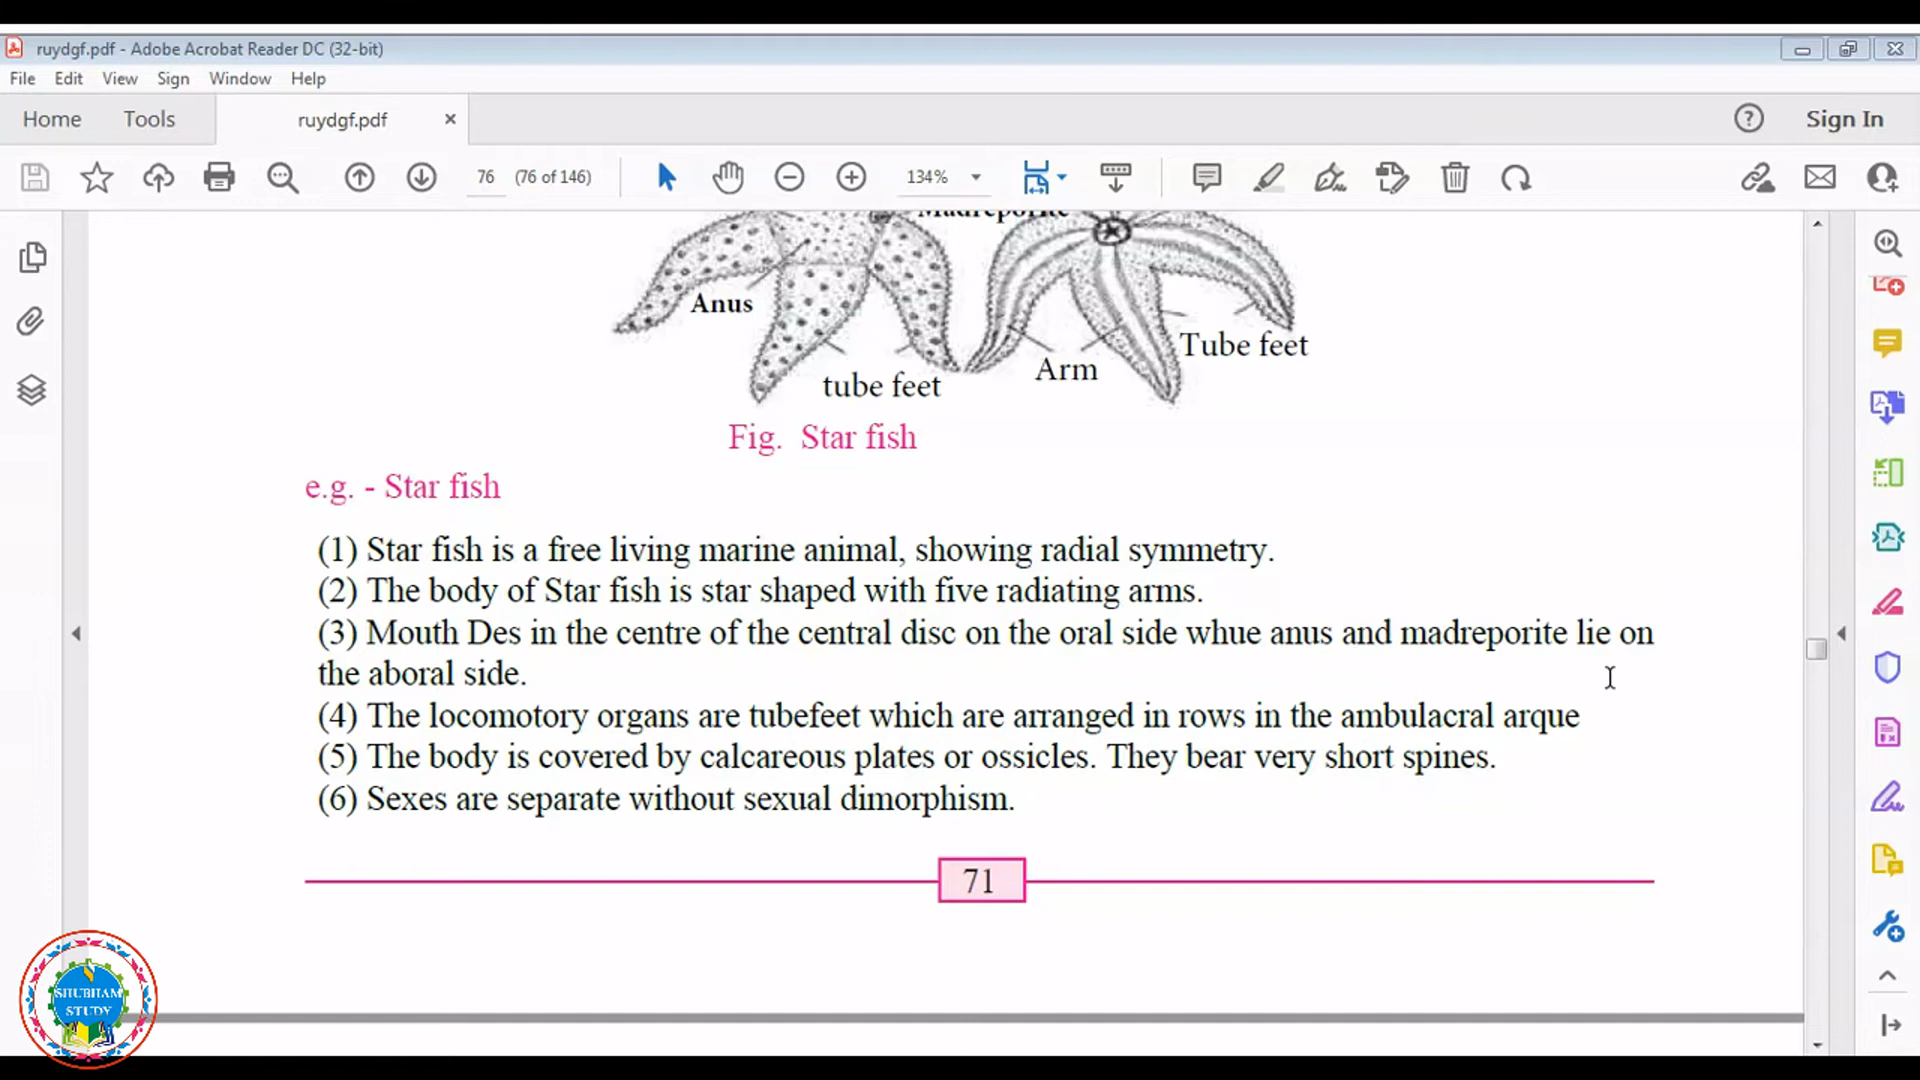 ruydgf.pdf - Adobe Acrobat Reader DC (32-bit)
File Edit View Sign Window Help
Home Tools ruydgf.pdf × Sign In
76 (76 of 146) 134%
Madreporite
Anus
Tube feet
Arm
tube feet
Fig. Star fish
e.g. - Star fish
(1) Star fish is a free living marine animal, showing radial symmetry.
(2) The body of Star fish is star shaped with five radiating arms.
(3) Mouth Des in the centre of the central disc on the oral side whue anus and madreporite lie on
the aboral side.
(4) The locomotory organs are tubefeet which are arranged in rows in the ambulacral arque
(5) The body is covered by calcareous plates or ossicles. They bear very short spines.
(6) Sexes are separate without sexual dimorphism.
71
SHUBHAM
STUDY